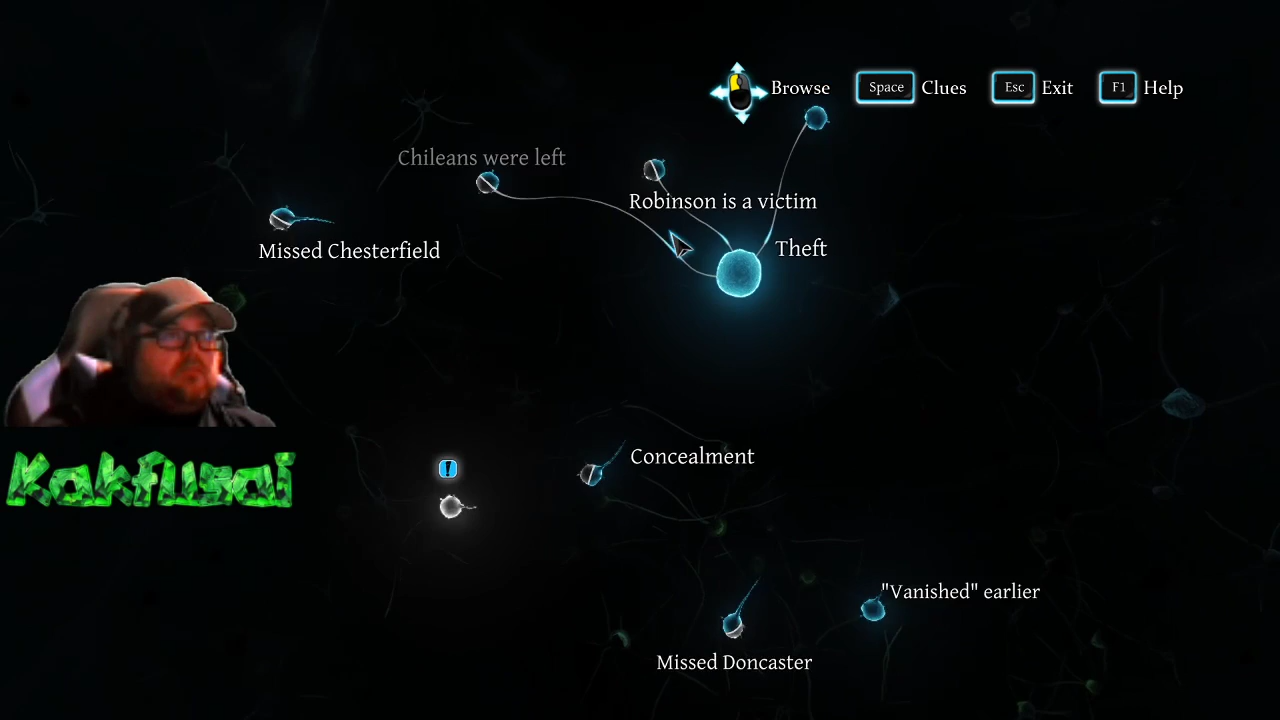 Browse
Space
Clues
Esc
Exit
F1
Help
Chileans were left
Robinson is a victim
Missed Chesterfield
Theft
Kakfusai
!
Concealment
"Vanished" earlier
Missed Doncaster